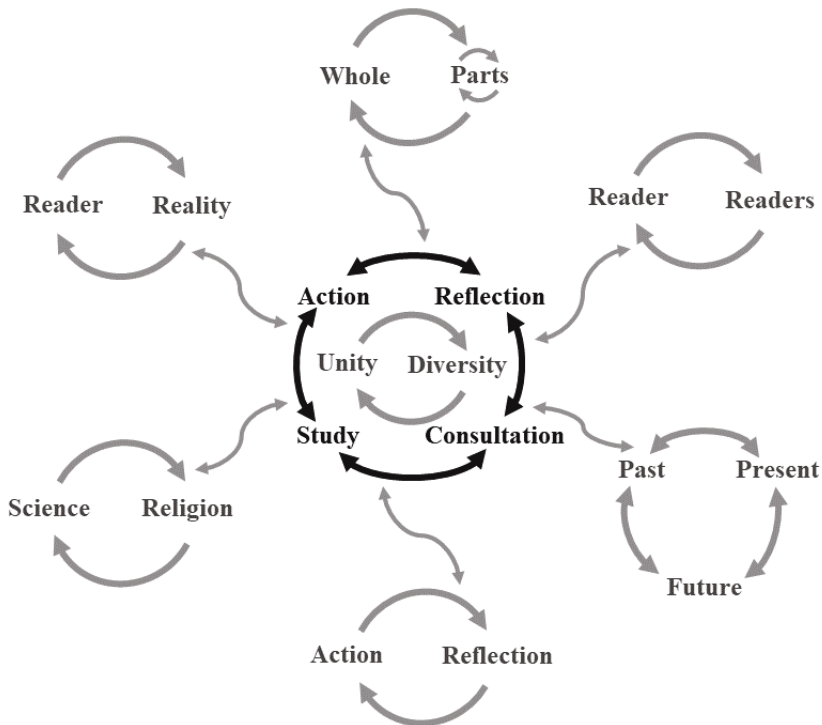 Whole Parts
Reader Reality
Reader Readers
Action Reflection
Unity Diversity
Study Consultation
Science Religion
Past Present
Future
Action Reflection